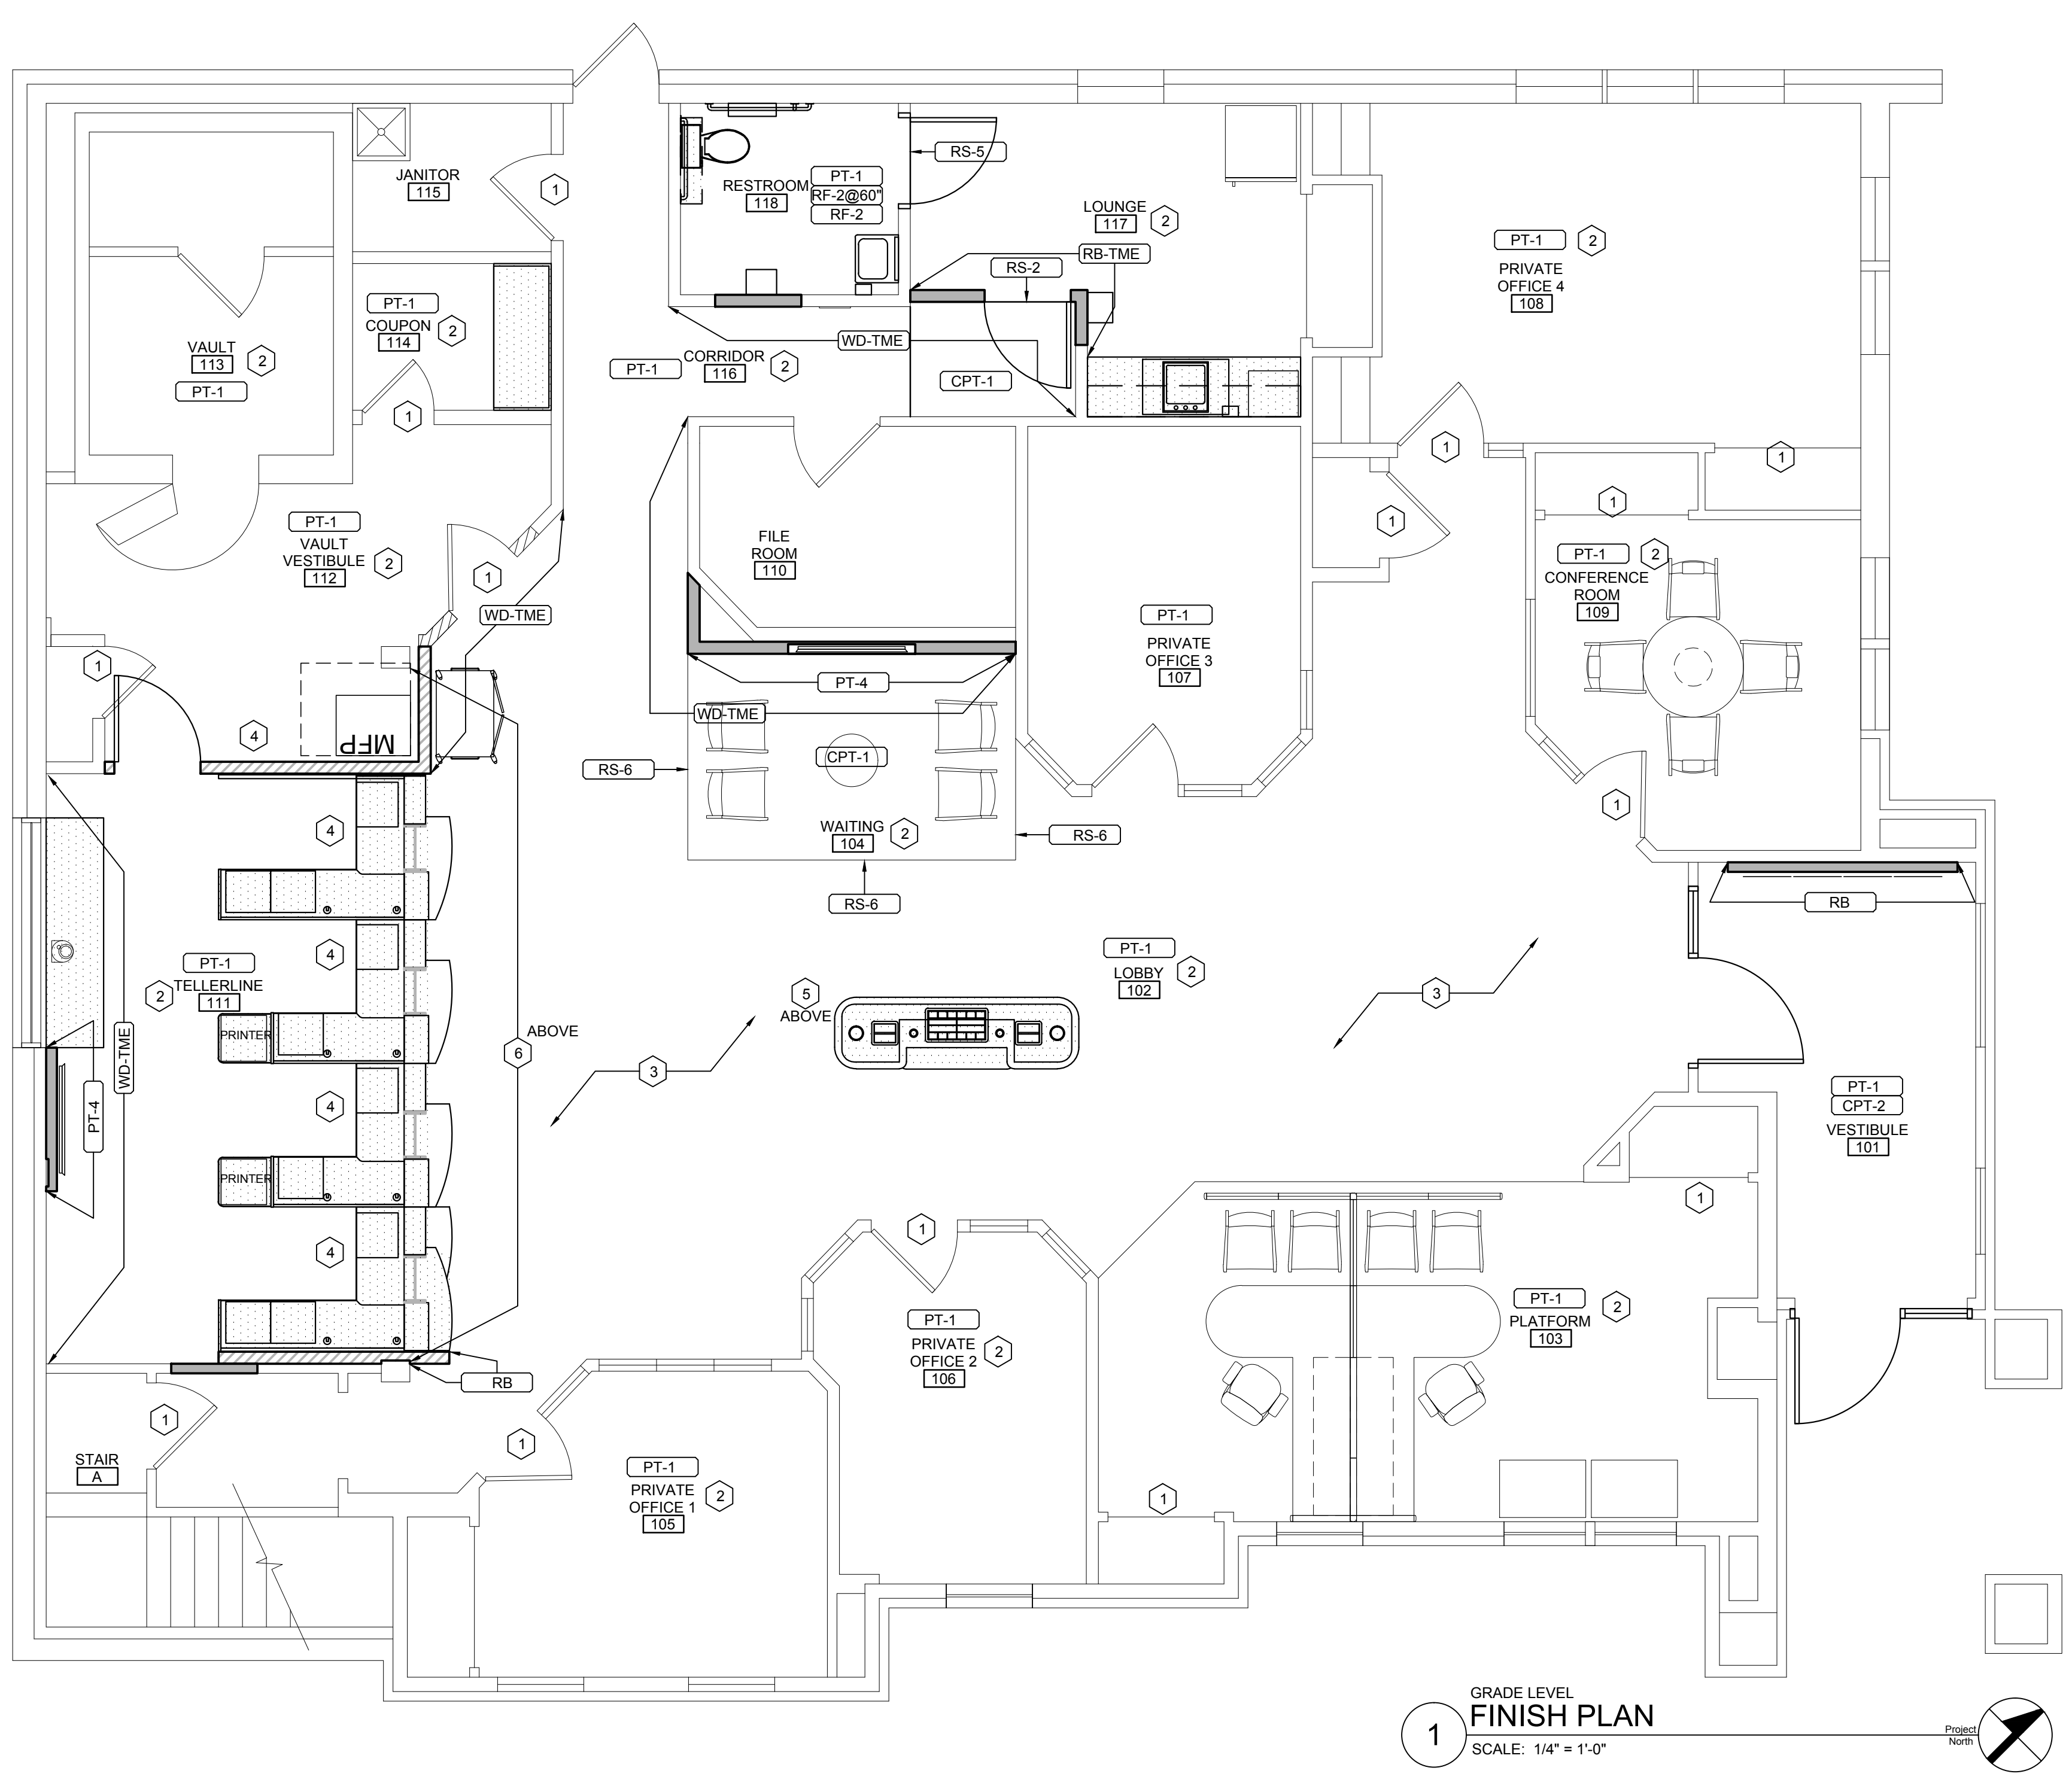 JANITOR
115
1
RESTROOM
118
PT-1
RF-2@60"
RF-2
RS-5
LOUNGE
117
2
RB-TME
RS-2
PT-1
2
PRIVATE
OFFICE 4
108
PT-1
COUPON
114
2
VAULT
113
2
PT-1
1
WD-TME
PT-1
CORRIDOR
116
2
CPT-1
1
1
1
1
PT-1
VAULT
VESTIBULE
112
2
1
WD-TME
FILE
ROOM
110
PT-1
2
CONFERENCE
ROOM
109
PT-1
PRIVATE
OFFICE 3
107
1
4
MFP
PT-4
WD-TME
CPT-1
RS-6
WAITING
104
2
RS-6
RS-6
1
RB
4
4
4
4
PT-1
2
TELLERLINE
111
PRINTER
PRINTER
WD-TME
PT-4
ABOVE
6
3
5
ABOVE
PT-1
LOBBY
102
2
3
PT-1
CPT-2
VESTIBULE
101
1
RB
1
PT-1
PRIVATE
OFFICE 2
106
2
PT-1
PLATFORM
103
2
1
STAIR
A
1
PT-1
PRIVATE
OFFICE 1
105
2
1
1
GRADE LEVEL
FINISH PLAN
SCALE: 1/4" = 1'-0"
Project
North